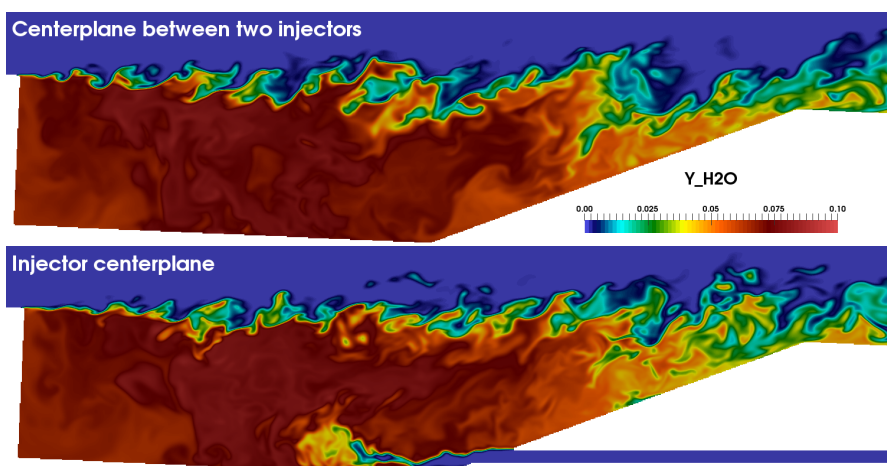 Centerplane between two injectors
Y_H2O
0.00 0.025 0.05 0.075 0.10
Injector centerplane